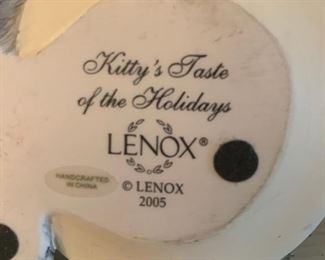 Kitty's Taste
of the Holidays
LENOX®
HANDCRAFTED
IN CHINA
© LENOX
2005